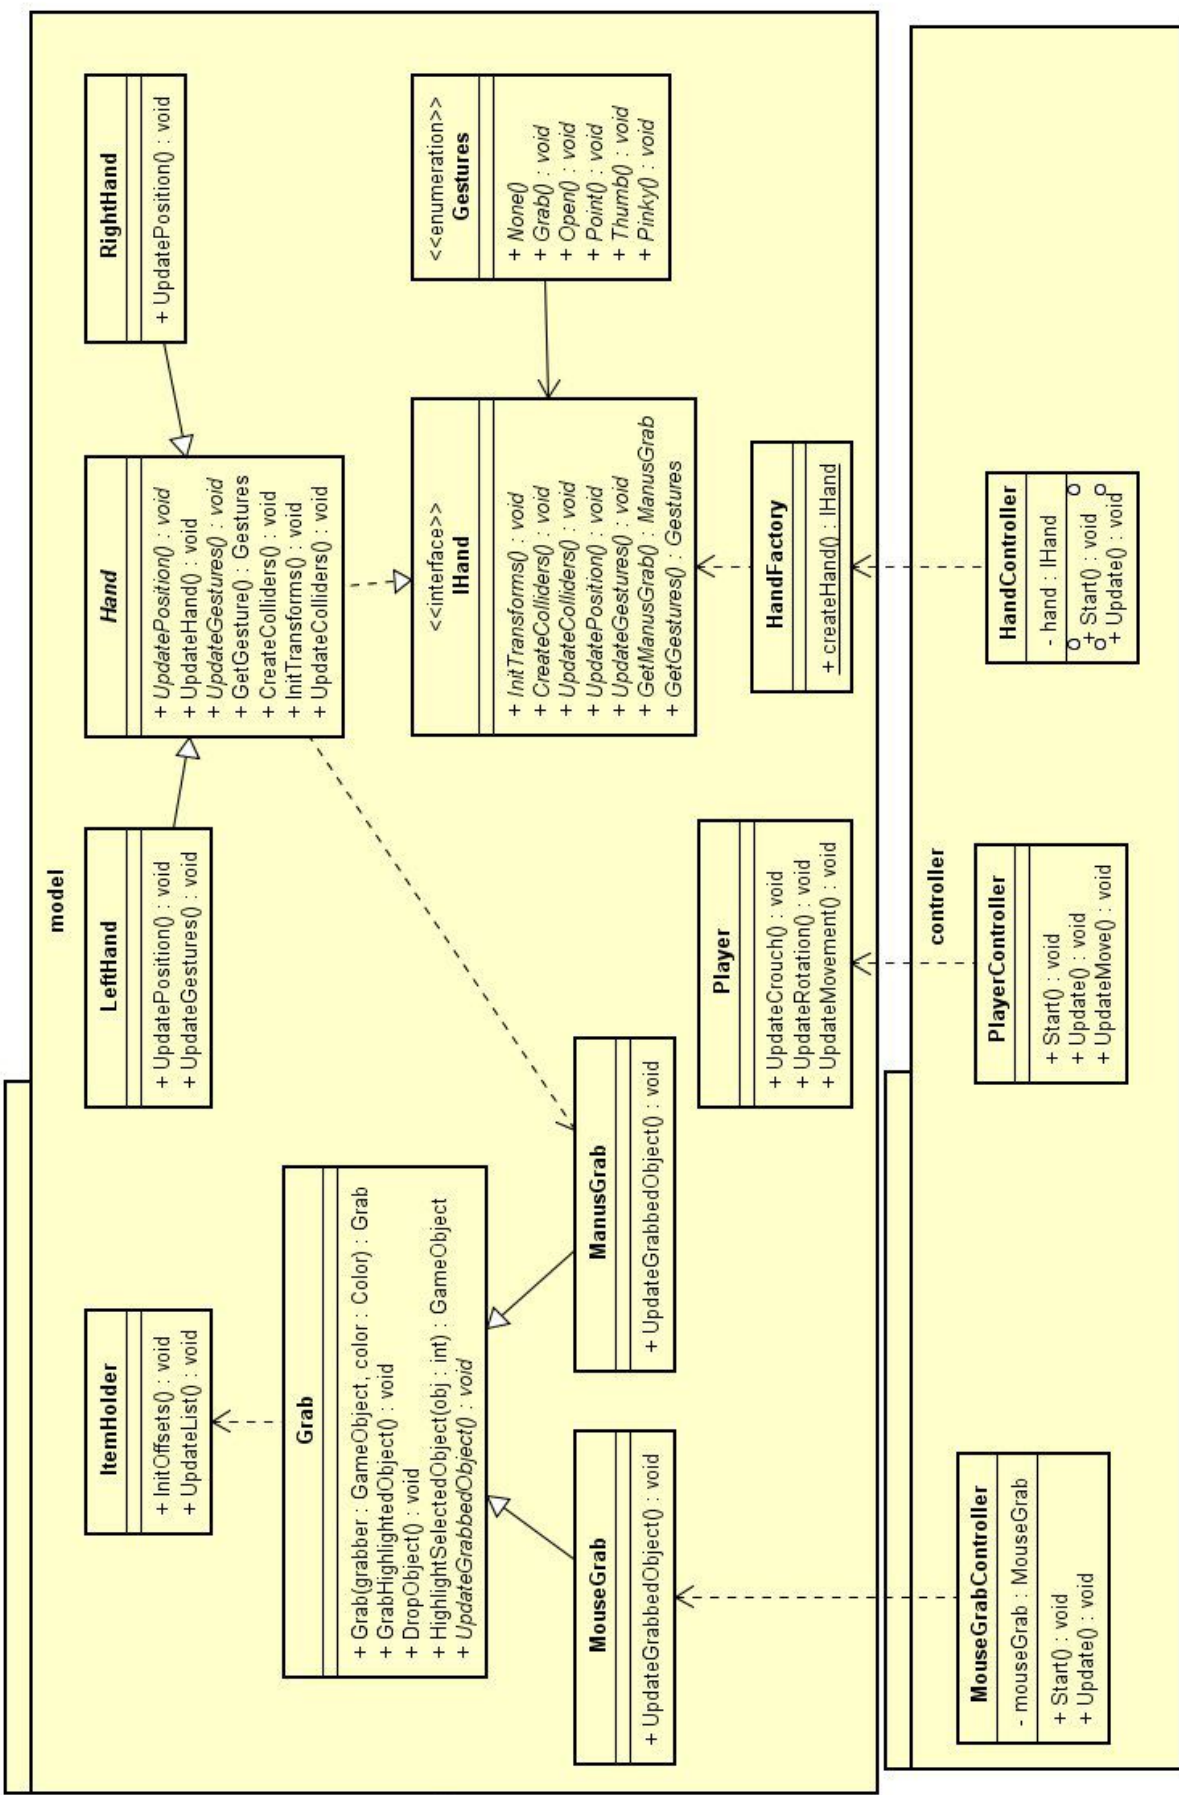 model
ItemHolder
+ InitOffsets() : void
+ UpdateList() : void
LeftHand
+ UpdatePosition() : void
+ UpdateGestures() : void
Hand
+ UpdatePosition() : void
+ UpdateHand() : void
+ UpdateGestures() : void
+ GetGesture() : Gestures
+ CreateColliders() : void
+ InitTransforms() : void
+ UpdateColliders() : void
RightHand
+ UpdatePosition() : void
Grab
+ Grab(grabber : GameObject, color : Color) : Grab
+ GrabHighlightedObject() : void
+ DropObject() : void
+ HighlightSelectedObject(obj : int) : GameObject
+ UpdateGrabbedObject() : void
<<interface>>
IHand
+ InitTransforms() : void
+ CreateColliders() : void
+ UpdateColliders() : void
+ UpdatePosition() : void
+ UpdateGestures() : void
+ GetManusGrab() : ManusGrab
+ GetGestures() : Gestures
<<enumeration>>
Gestures
+ None()
+ Grab() : void
+ Open() : void
+ Point() : void
+ Thumb() : void
+ Pinky() : void
MouseGrab
+ UpdateGrabbedObject() : void
ManusGrab
+ UpdateGrabbedObject() : void
Player
+ UpdateCrouch() : void
+ UpdateRotation() : void
+ UpdateMovement() : void
HandFactory
+ createHand() : IHand
controller
MouseGrabController
- mouseGrab : MouseGrab
+ Start() : void
+ Update() : void
PlayerController
+ Start() : void
+ Update() : void
+ UpdateMove() : void
HandController
- hand : IHand
+ Start() : void
+ Update() : void